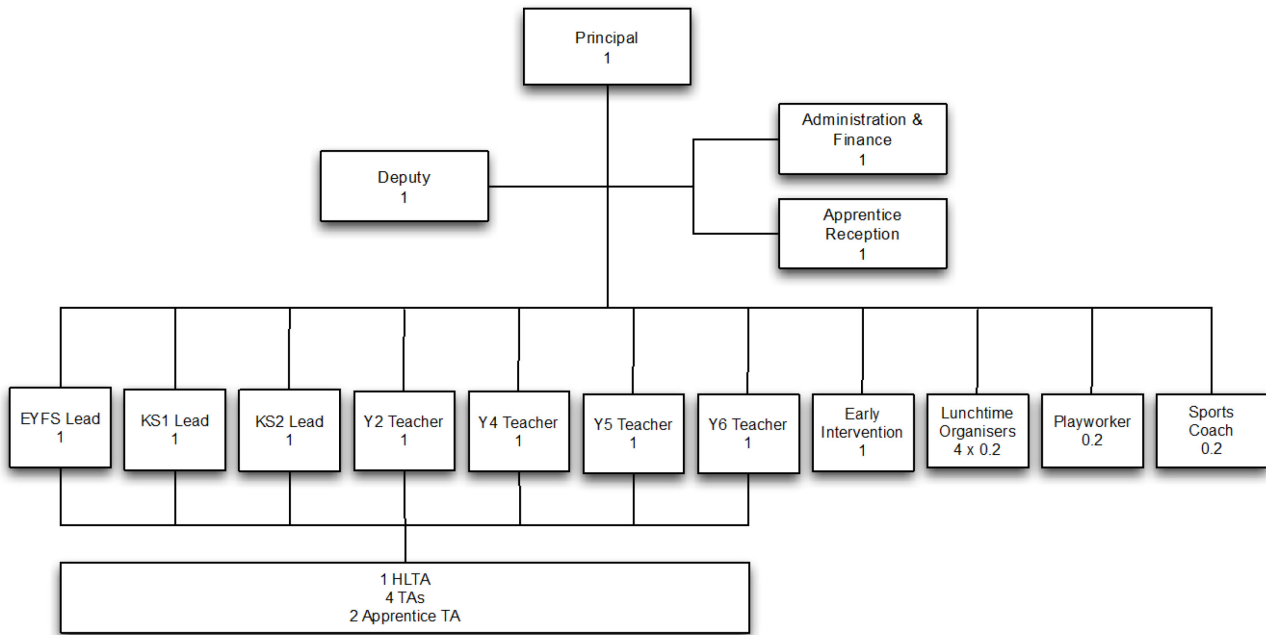 Principal
1
Administration &
Finance
1
Deputy
1
Apprentice
Reception
1
EYFS Lead
1
KS1 Lead
1
KS2 Lead
1
Y2 Teacher
1
Y4 Teacher
1
Y5 Teacher
1
Y6 Teacher
1
Early
Intervention
1
Lunchtime
Organisers
4 x 0.2
Playworker
0.2
Sports
Coach
0.2
1 HLTA
4 TAs
2 Apprentice TA